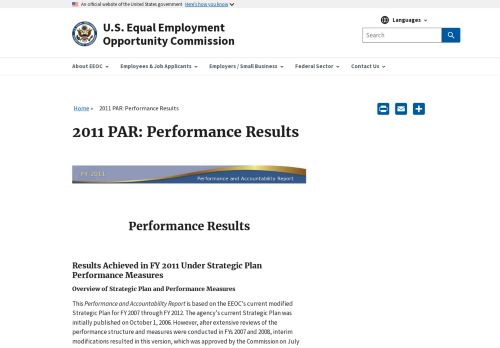 An official website of the United States government Here's how you know
U.S. Equal Employment
Opportunity Commission
Languages
Search
About EEOC
Employees & Job Applicants
Employers / Small Business
Federal Sector
Contact Us
Home » 2011 PAR: Performance Results
2011 PAR: Performance Results
FY 2011
Performance and Accountability Report
Performance Results
Results Achieved in FY 2011 Under Strategic Plan
Performance Measures
Overview of Strategic Plan and Performance Measures
This Performance and Accountability Report is based on the EEOC's current modified
Strategic Plan for FY 2007 through FY 2012. The agency's current Strategic Plan was
initially published on October 1, 2006. However, after extensive reviews of the
performance structure and measures were conducted in FYs 2007 and 2008, interim
modifications resulted in this version, which was approved by the Commission on July